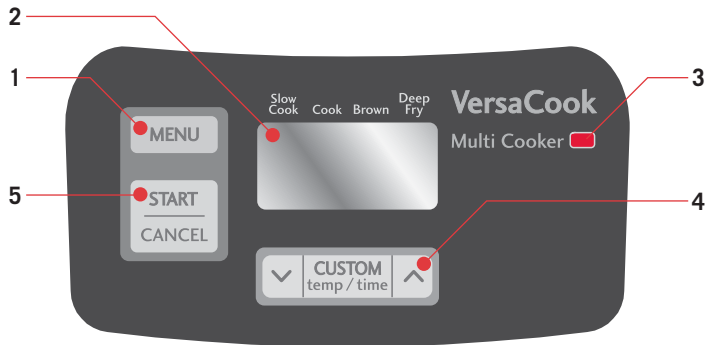 2
1
3
Slow
Cook
Cook
Brown
Deep
Fry
VersaCook
Multi Cooker
MENU
5
START
CANCEL
4
CUSTOM
temp / time